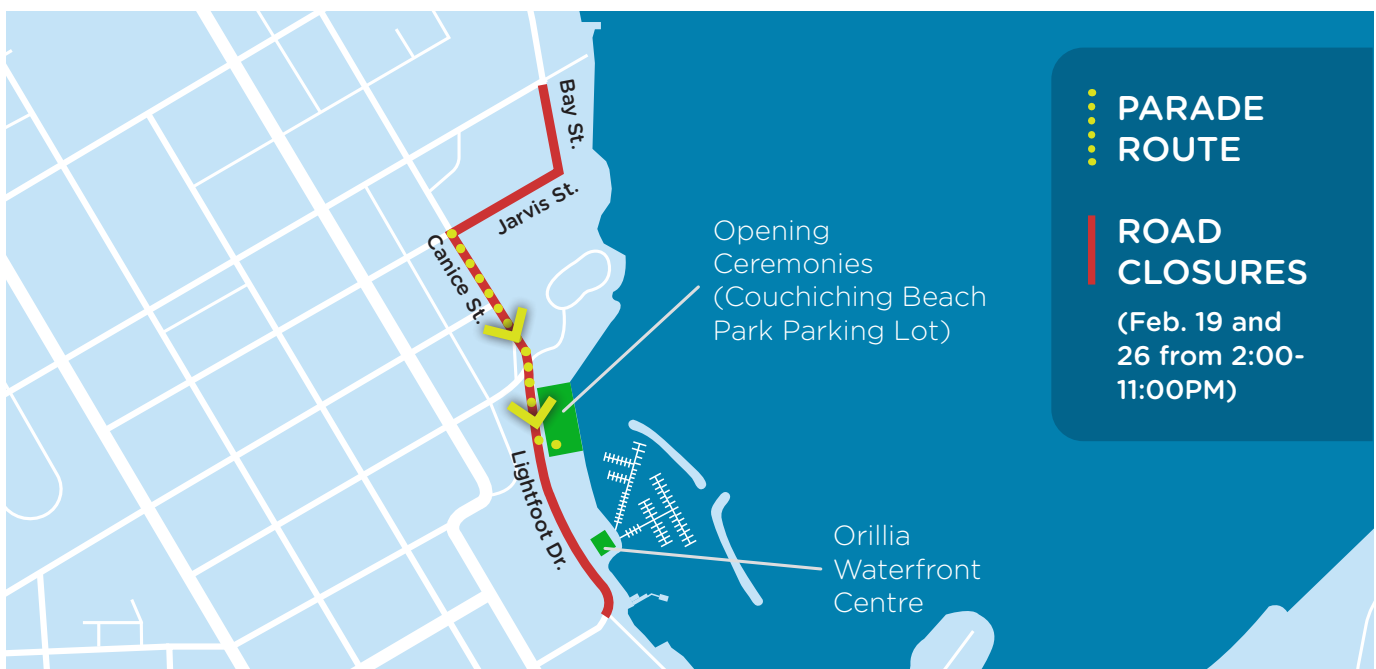 Bay St.
Jarvis St.
Canice St.
Lightfoot Dr.
Opening
Ceremonies
(Couchiching Beach
Park Parking Lot)
Orillia
Waterfront
Centre
PARADE
ROUTE
ROAD
CLOSURES
(Feb. 19 and
26 from 2:00-
11:00PM)